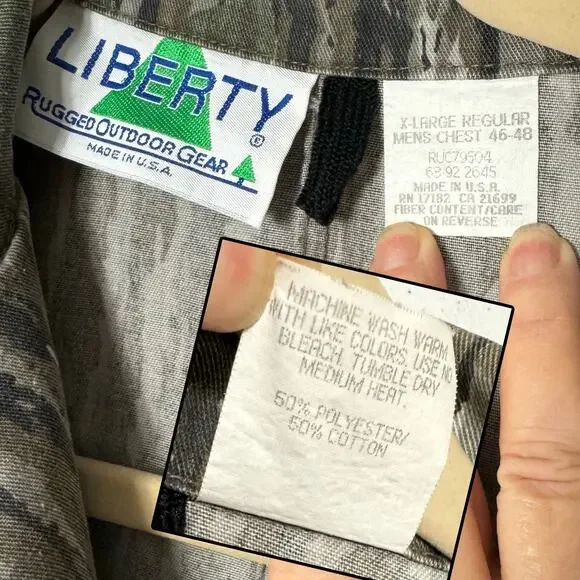 LIBERTY
RUGGED OUTDOOR GEAR
©
MADE IN U.S.A.
X-LARGE REGULAR
MENS CHEST 46-48
RUC79504
63 92 2645
MADE IN U.S.A.
RN 17182 CA 21699
FIBER CONTENT/CARE
ON REVERSE
MACHINE WASH WARM
WITH LIKE COLORS. USE NO
BLEACH. TUMBLE DRY
MEDIUM HEAT.
50% POLYESTER/
50% COTTON